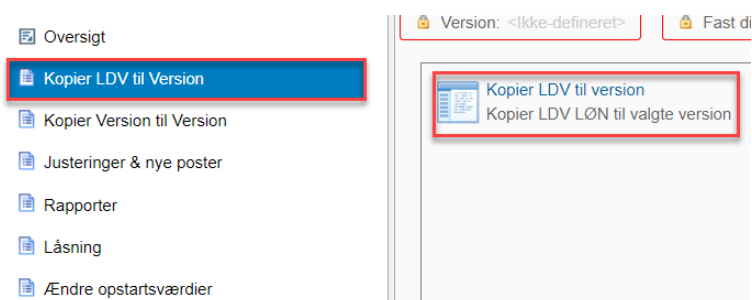 Oversigt
Kopier LDV til Version
Kopier Version til Version
Justeringer & nye poster
Rapporter
Låsning
Ændre opstartsværdier
Version: <Ikke-defineret>
Fast di
Kopier LDV til version
Kopier LDV LØN til valgte version